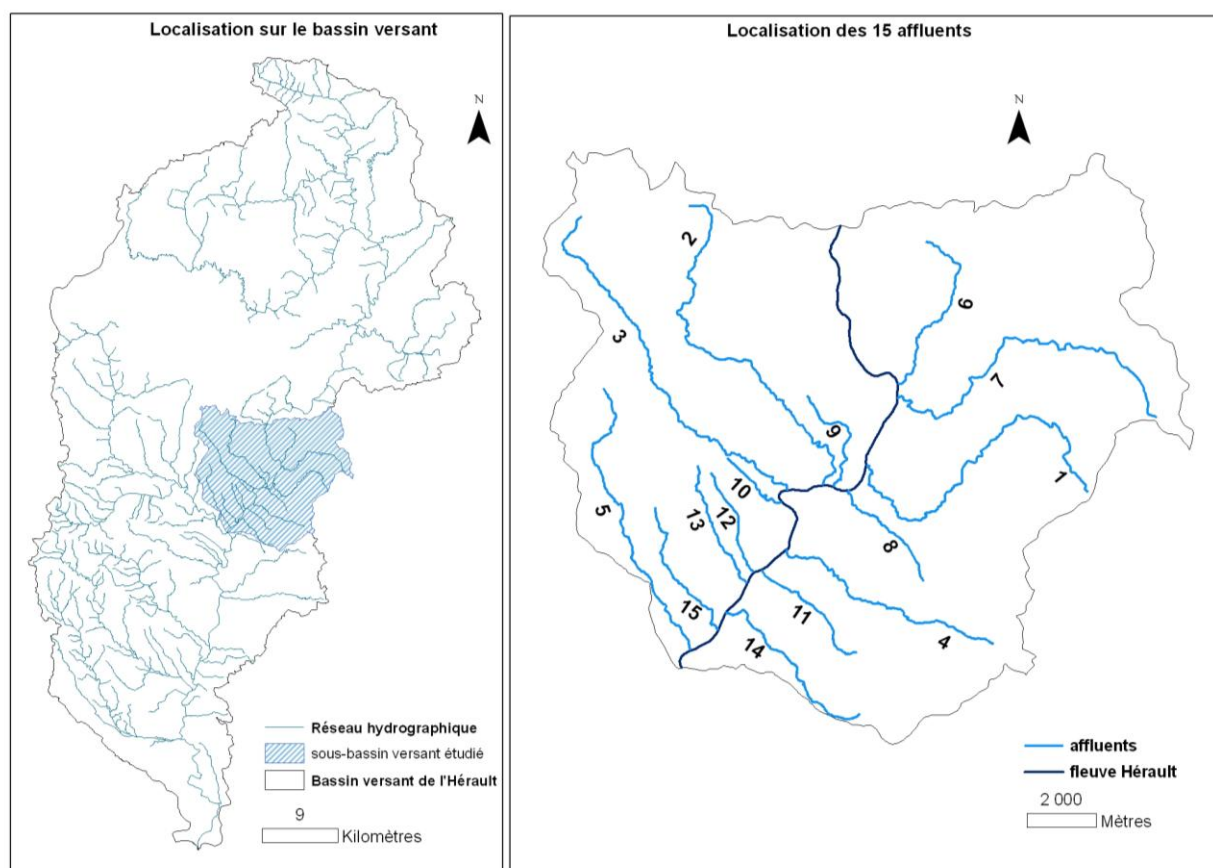 Localisation sur le bassin versant
N
Réseau hydrographique
sous-bassin versant étudié
Bassin versant de l'Hérault
9
Kilomètres
Localisation des 15 affluents
N
2
3
6
7
9
1
5
10
12
13
8
15
11
14
4
affluents
fleuve Hérault
2 000
Mètres